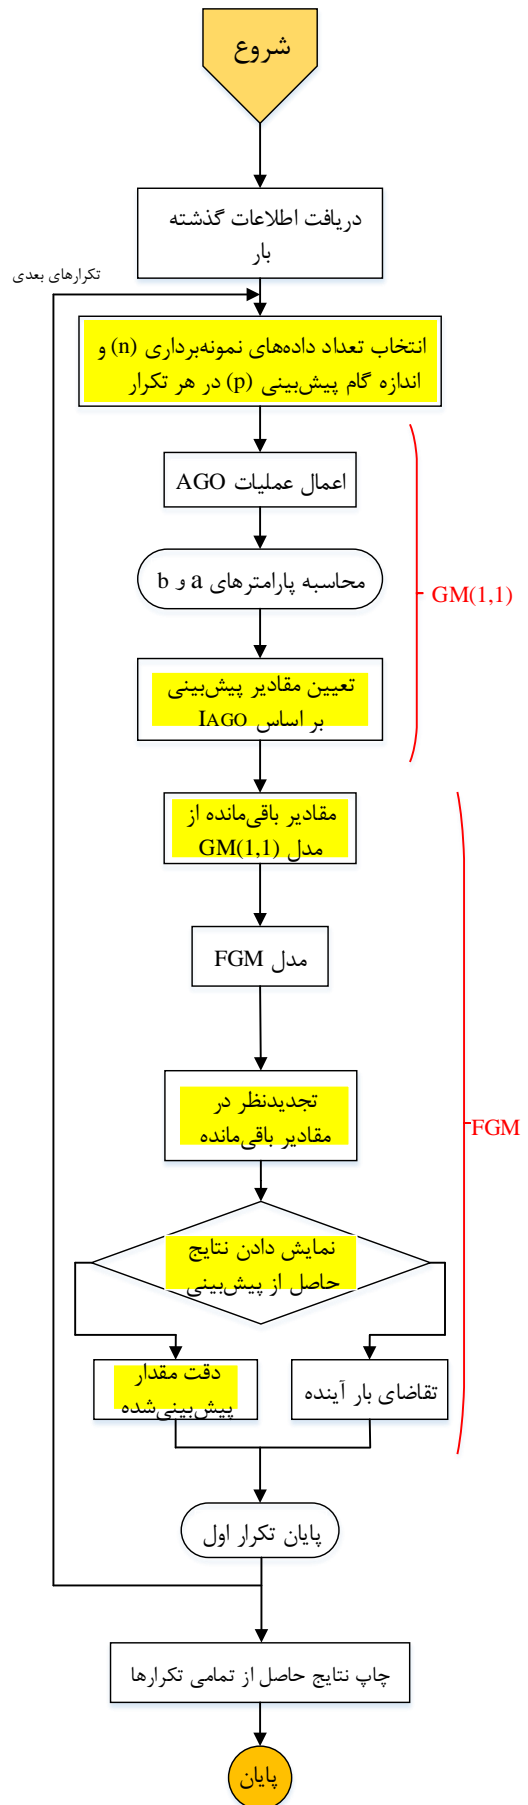 شروع
دریافت اطلاعات گذشته
بار
تکرارهای بعدی
انتخاب تعداد داده‌های نمونه‌برداری (n) و
اندازه گام پیش‌بینی (p) در هر تکرار
اعمال عملیات AGO
محاسبه پارامترهای a و b
GM(1,1)
تعیین مقادیر پیش‌بینی
بر اساس IAGO
مقادیر باقی‌مانده از
مدل GM(1,1)
مدل FGM
تجدیدنظر در
مقادیر باقی‌مانده
FGM
نمایش دادن نتایج
حاصل از پیش‌بینی
دقت مقدار
پیش‌بینی‌شده
تقاضای بار آینده
پایان تکرار اول
چاپ نتایج حاصل از تمامی تکرارها
پایان